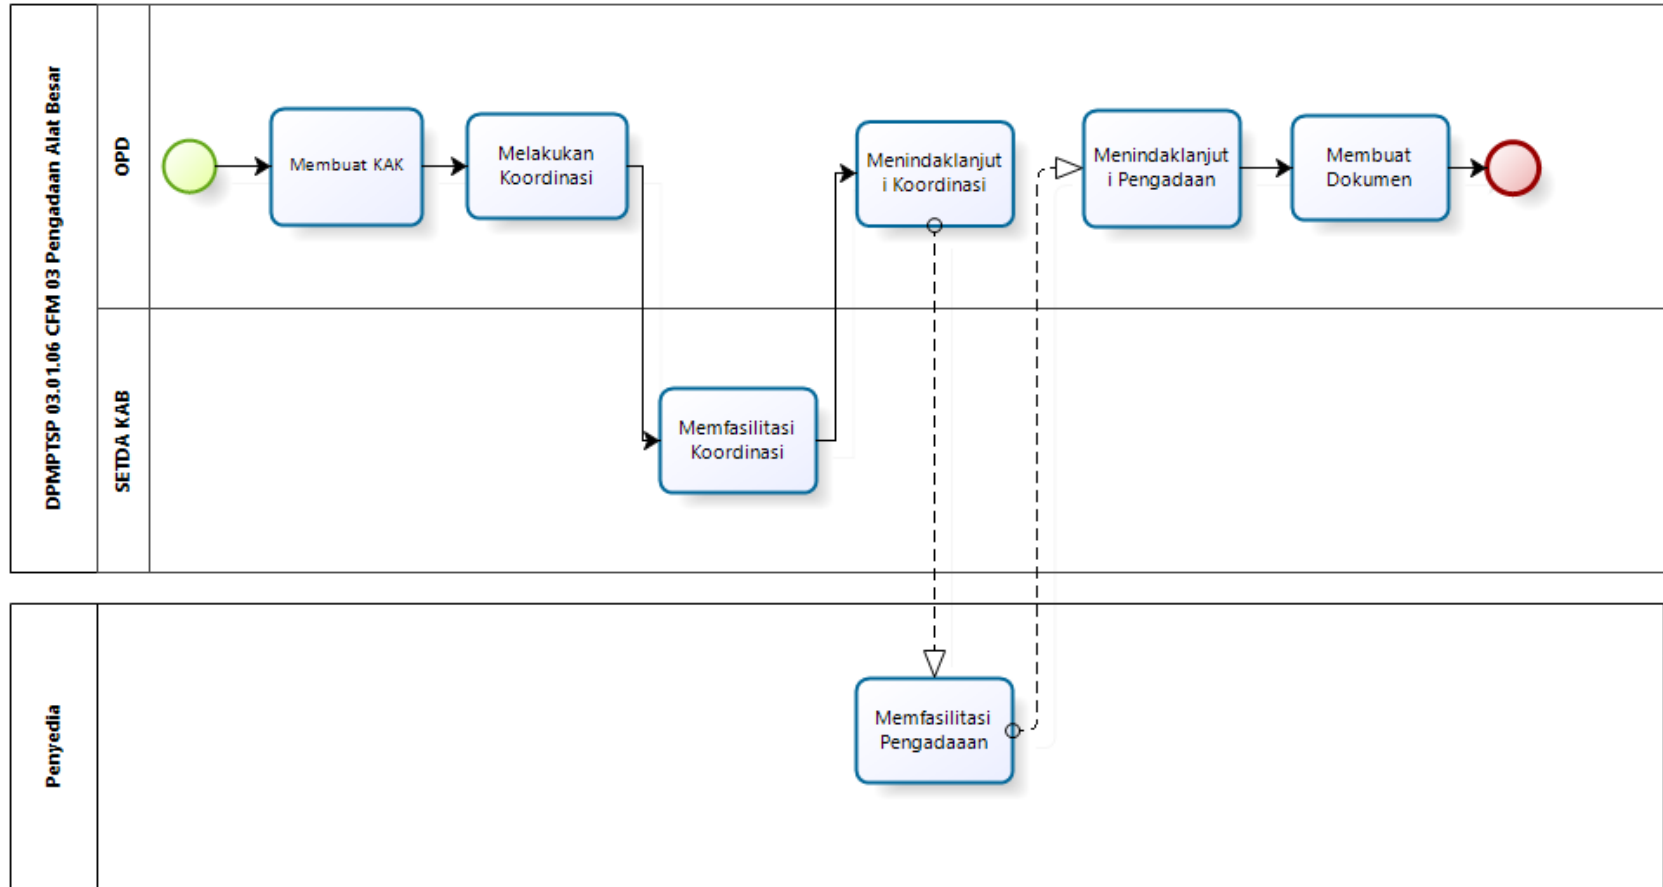 DPMPTSP 03.01.06 CFM 03 Pengadaan Alat Besar
OPD
Membuat KAK
Melakukan
Koordinasi
Menindaklanjut
i Koordinasi
Menindaklanjut
i Pengadaan
Membuat
Dokumen
SETDA KAB
Memfasilitasi
Koordinasi
Penyedia
Memfasilitasi
Pengadaaan